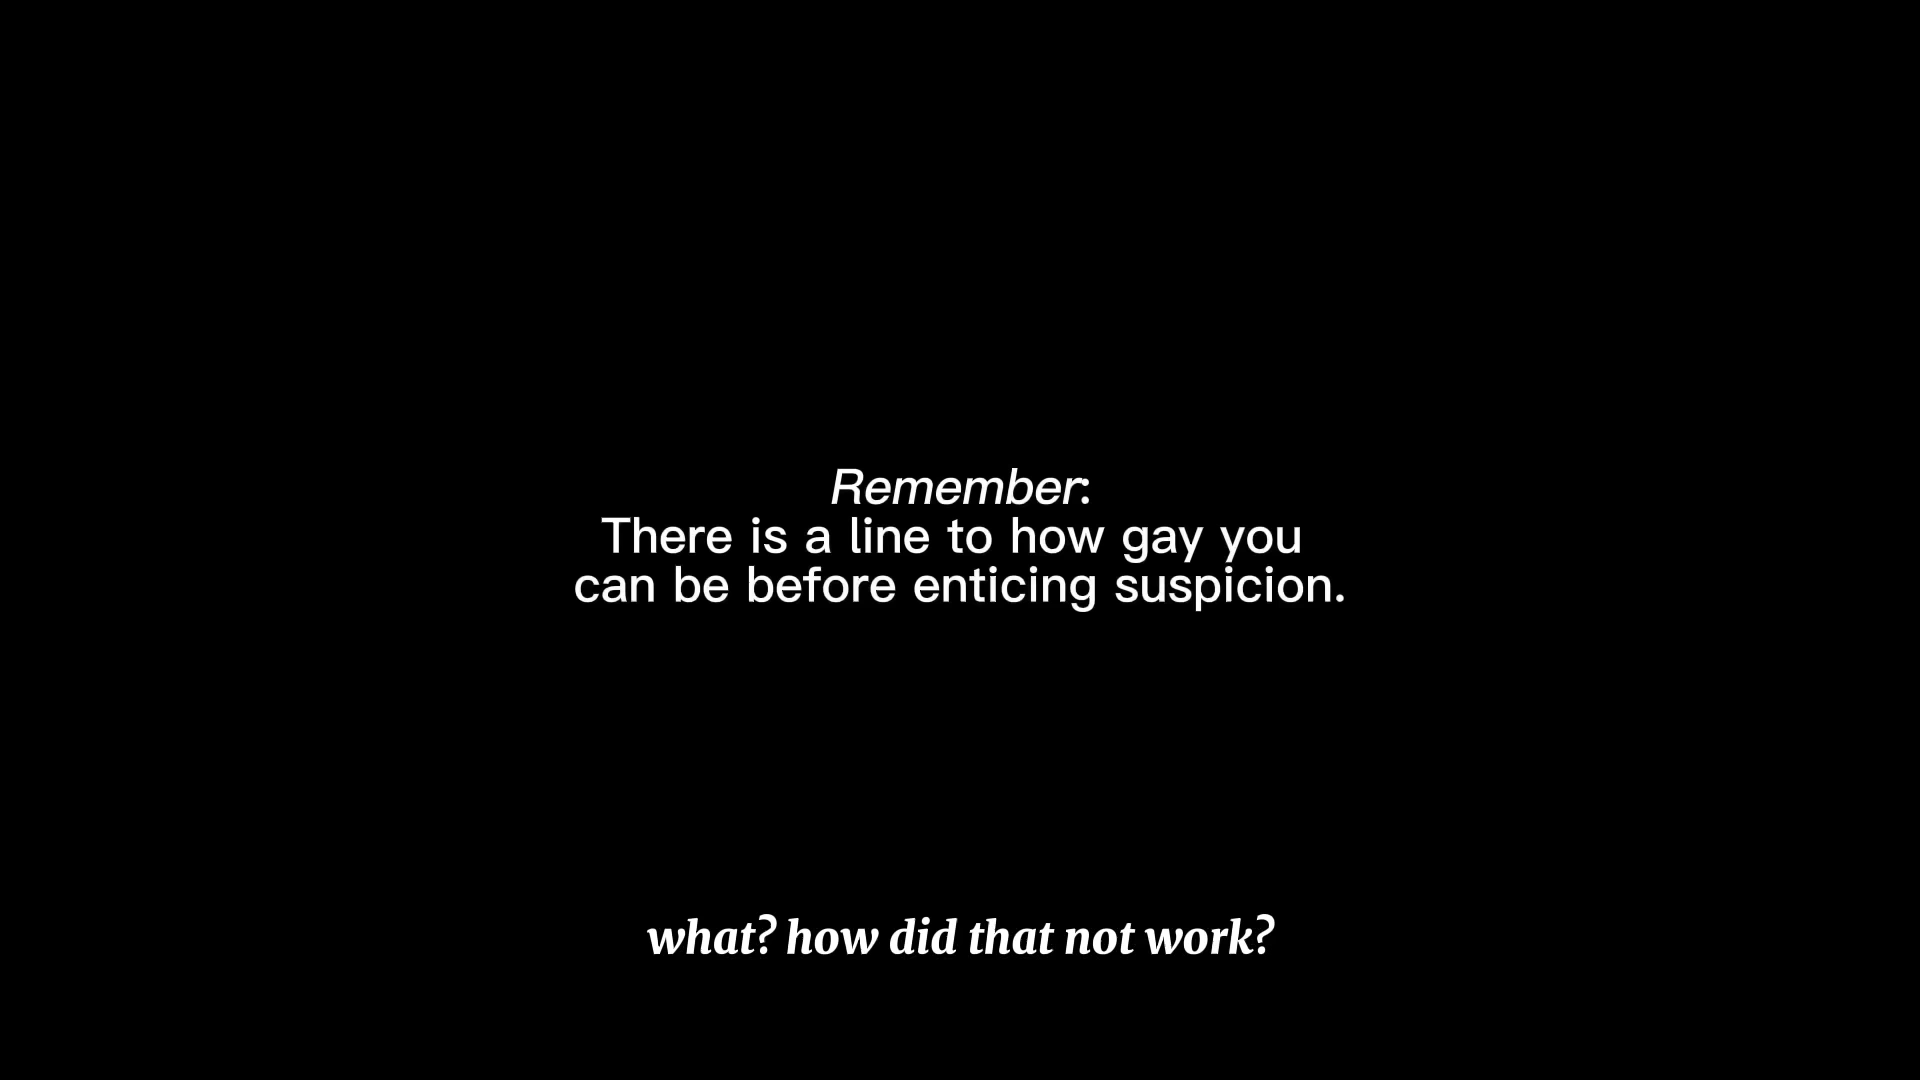 Remember:
There is a line to how gay you
can be before enticing suspicion.
what? how did that not work?